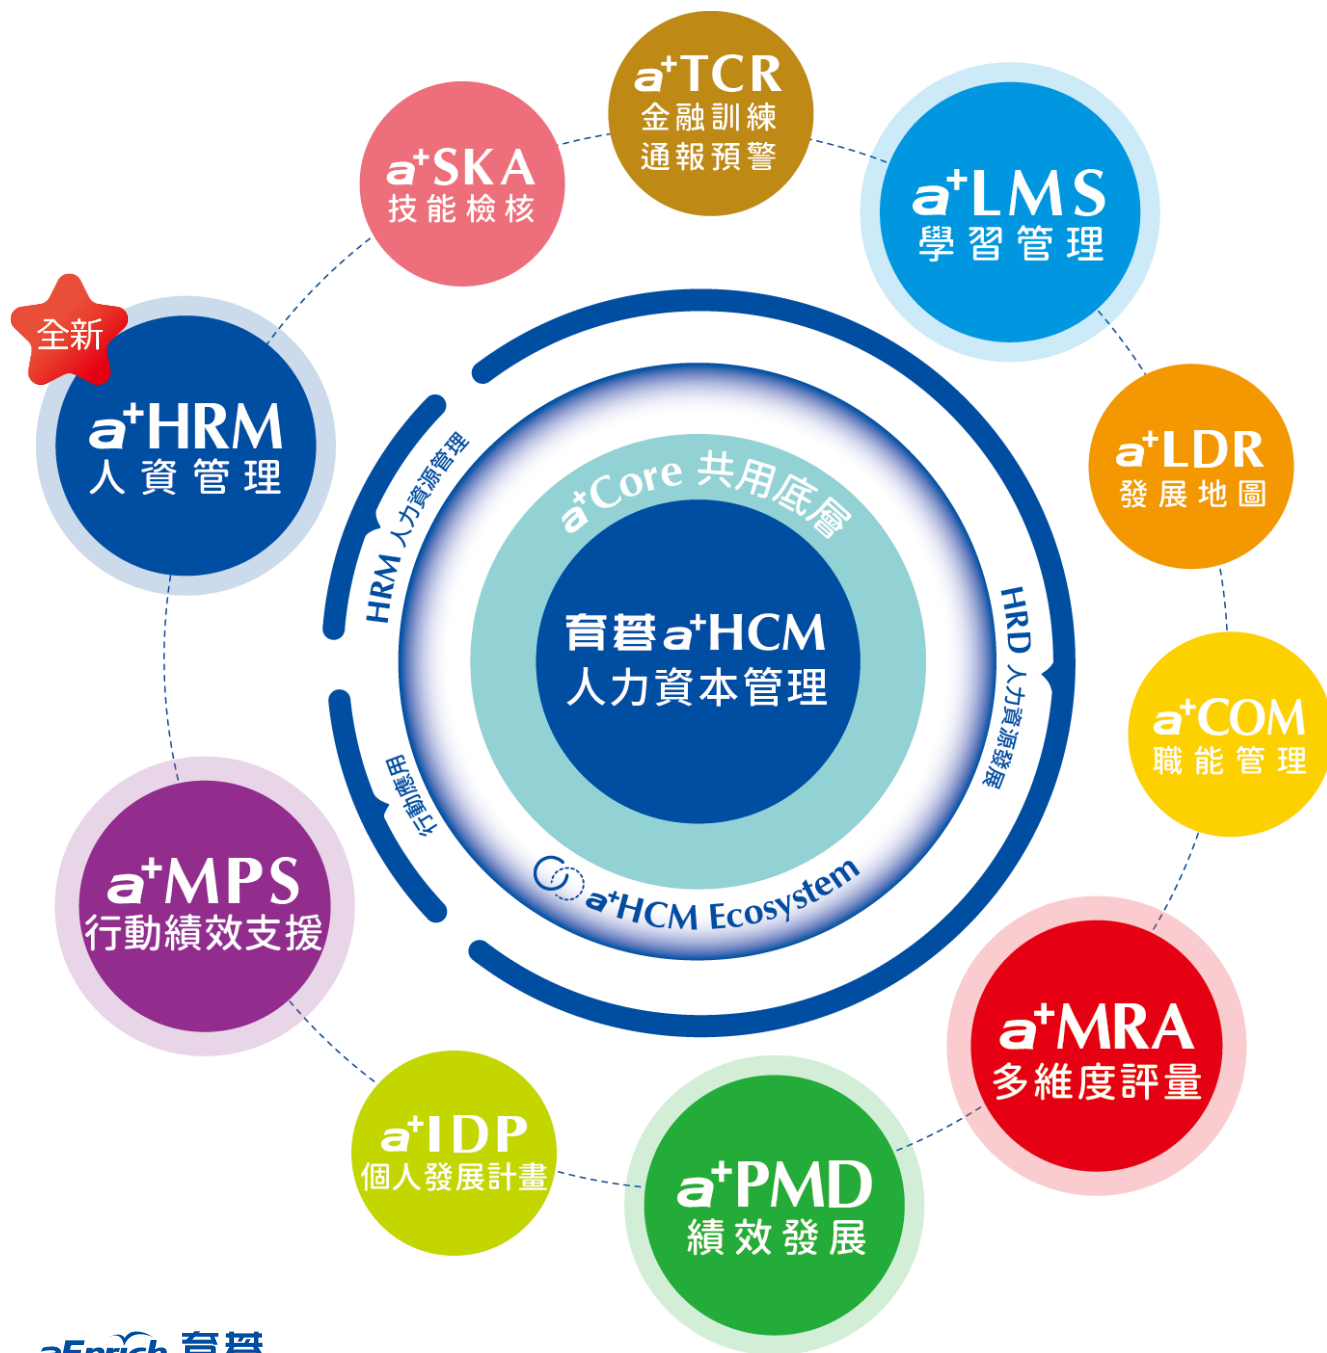 a+TCR
金融訓練
通報預警
a+LMS
學習管理
a+SKA
技能檢核
全新
a+HRM
人資管理
a+LDR
發展地圖
a+COM
職能管理
a+MRA
多維度評量
a+PMD
績效發展
a+IDP
個人發展計畫
a+MPS
行動績效支援
HRM 人力資源管理
HRD 人力資源發展
行動應用
a+Core 共用底層
育碁a+HCM
人力資本管理
a+HCM Ecosystem
aEnrich 育碁